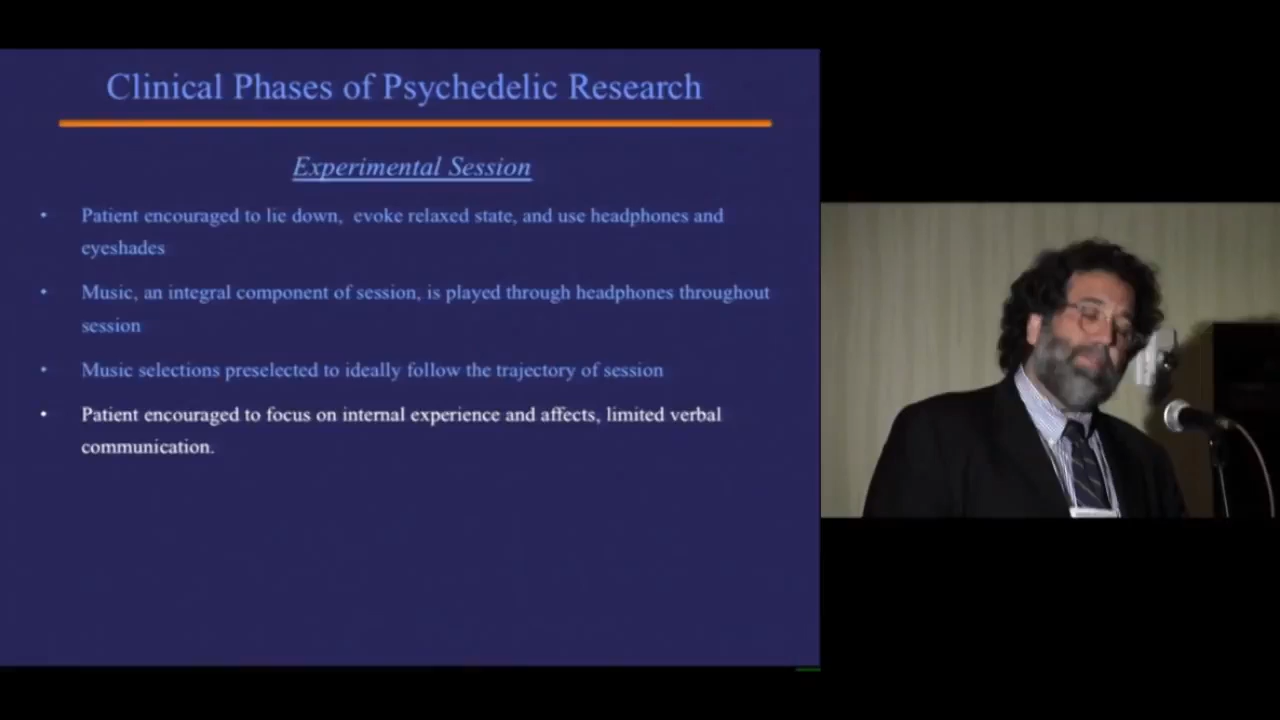 Clinical Phases of Psychedelic Research
Experimental Session
• Patient encouraged to lie down,  evoke relaxed state, and use headphones and
eyeshades
• Music, an integral component of session, is played through headphones throughout
session
• Music selections preselected to ideally follow the trajectory of session
• Patient encouraged to focus on internal experience and affects, limited verbal
communication.